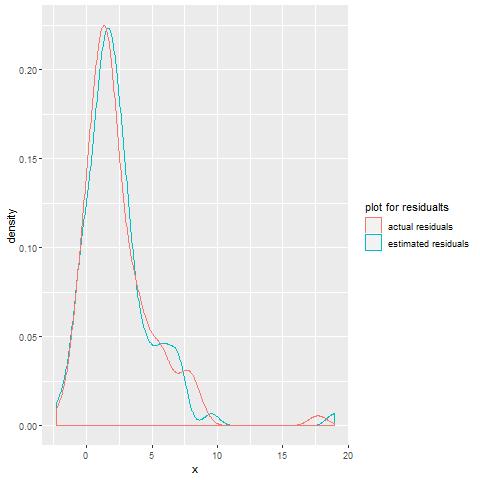 0.20
0.15
0.10
0.05
0.00
density
0 5 10 15 20
x
plot for residualts
actual residuals
estimated residuals